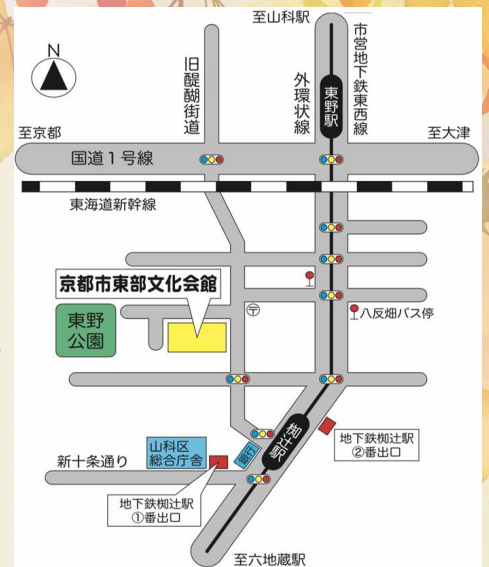 至山科駅
N
旧醍醐街道
外環状線
東野駅
市営地下鉄東西線
至京都
至大津
国道1号線
東海道新幹線
京都市東部文化会館
東野
公園
〒
八反畑バス停
椥辻駅
地下鉄椥辻駅
②番出口
山科区
総合庁舎
銀行
新十条通り
地下鉄椥辻駅
①番出口
至六地蔵駅